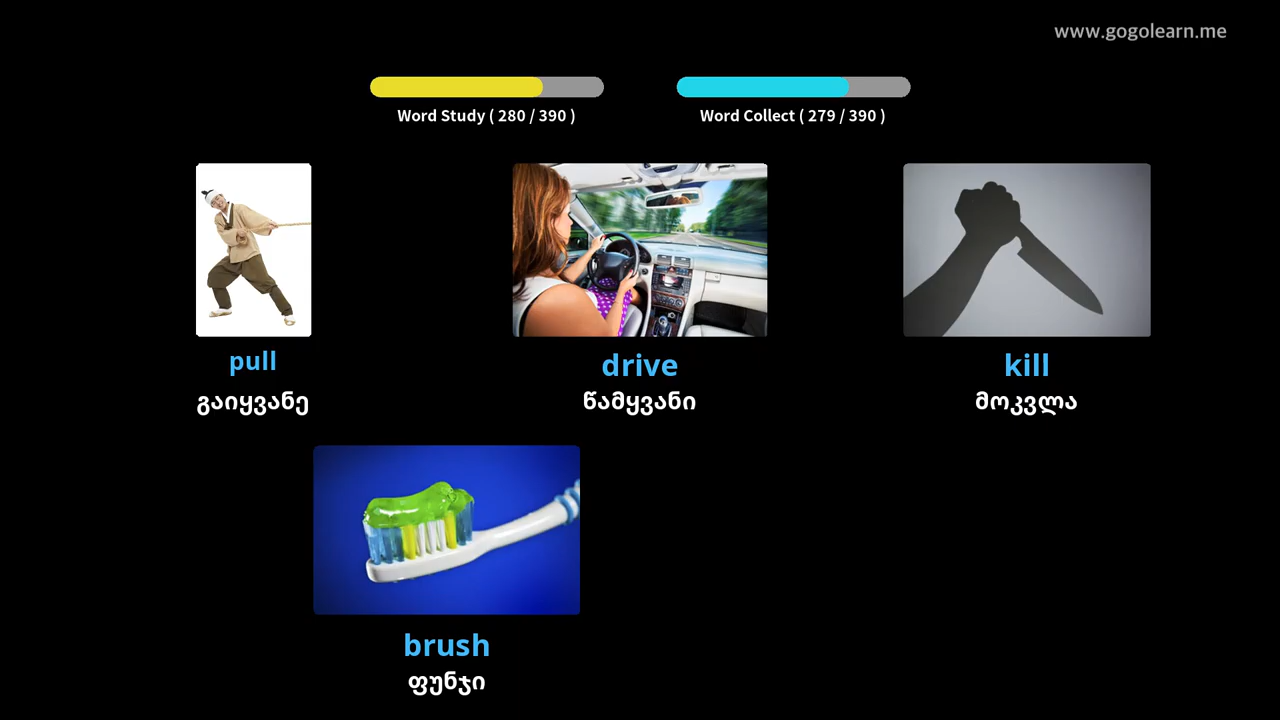 www.gogolearn.me
Word Study ( 280 / 390 )
Word Collect ( 279 / 390 )
pull
გაიყვანე
drive
წამყვანი
kill
მოკვლა
brush
ფუნჯი